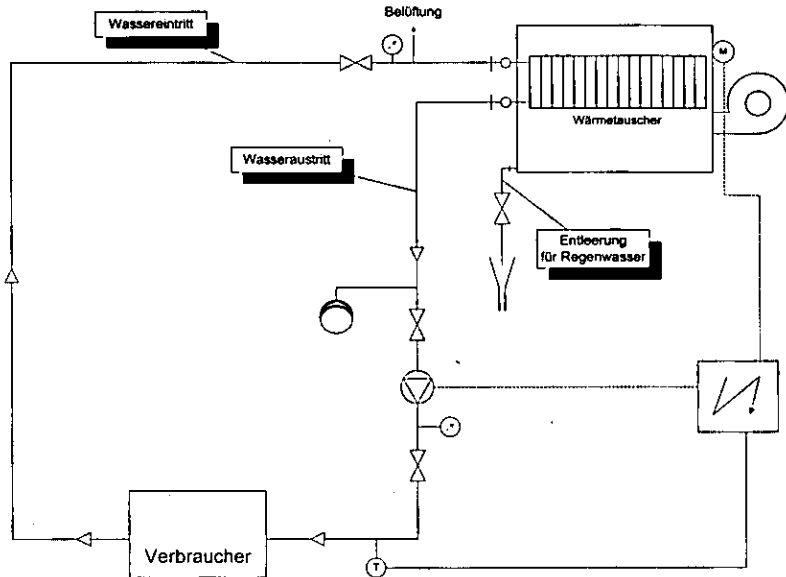 Wassereintritt
Belüftung
M
Wärmetauscher
Wasseraustritt
Entleerung
für Regenwasser
Verbraucher
T